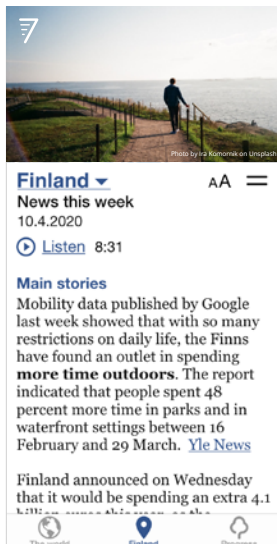 Photo by Ira Komornik on Unsplash
Finland
AA
News this week
10.4.2020
Listen 8:31
Main stories
Mobility data published by Google
last week showed that with so many
restrictions on daily life, the Finns
have found an outlet in spending
more time outdoors. The report
indicated that people spent 48
percent more time in parks and in
waterfront settings between 16
February and 29 March. Yle News
Finland announced on Wednesday
that it would be spending an extra 4.1
The world
Finland
Progress